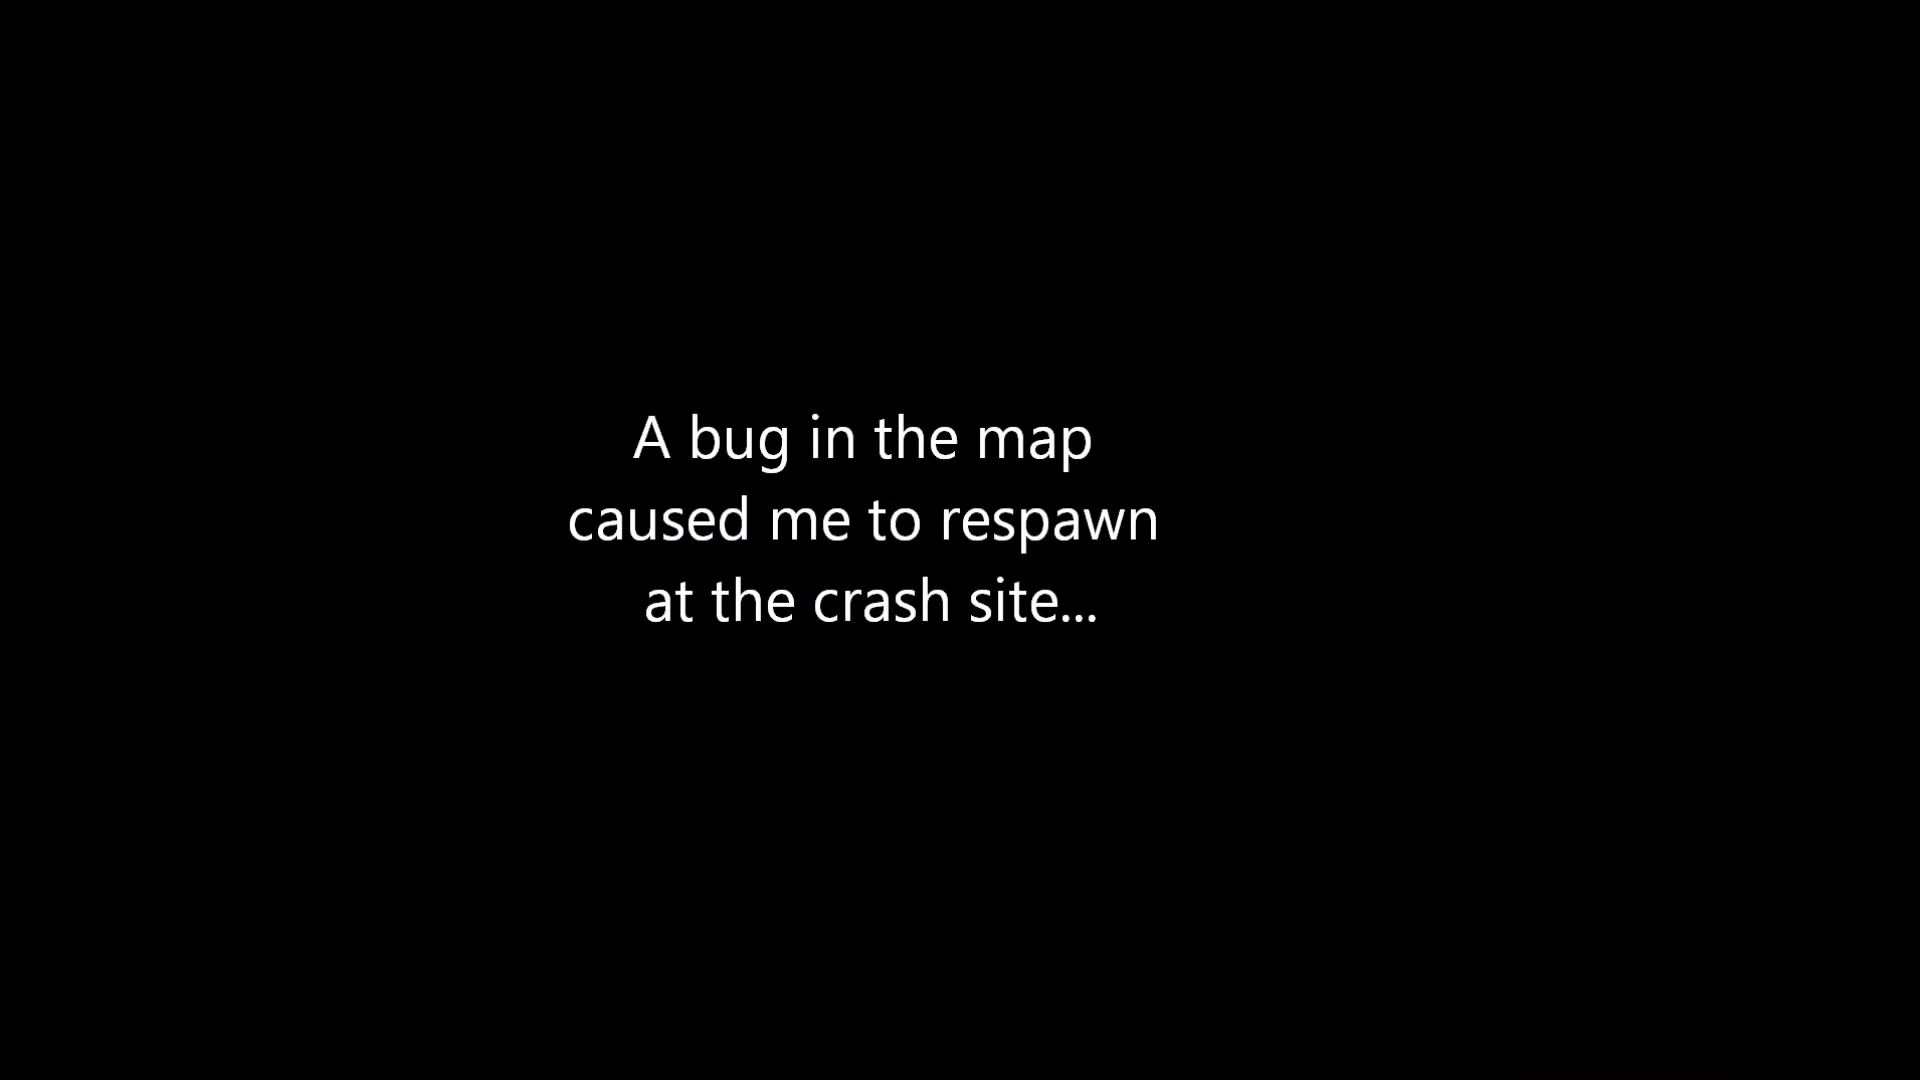 A bug in the map
caused me to respawn
at the crash site...